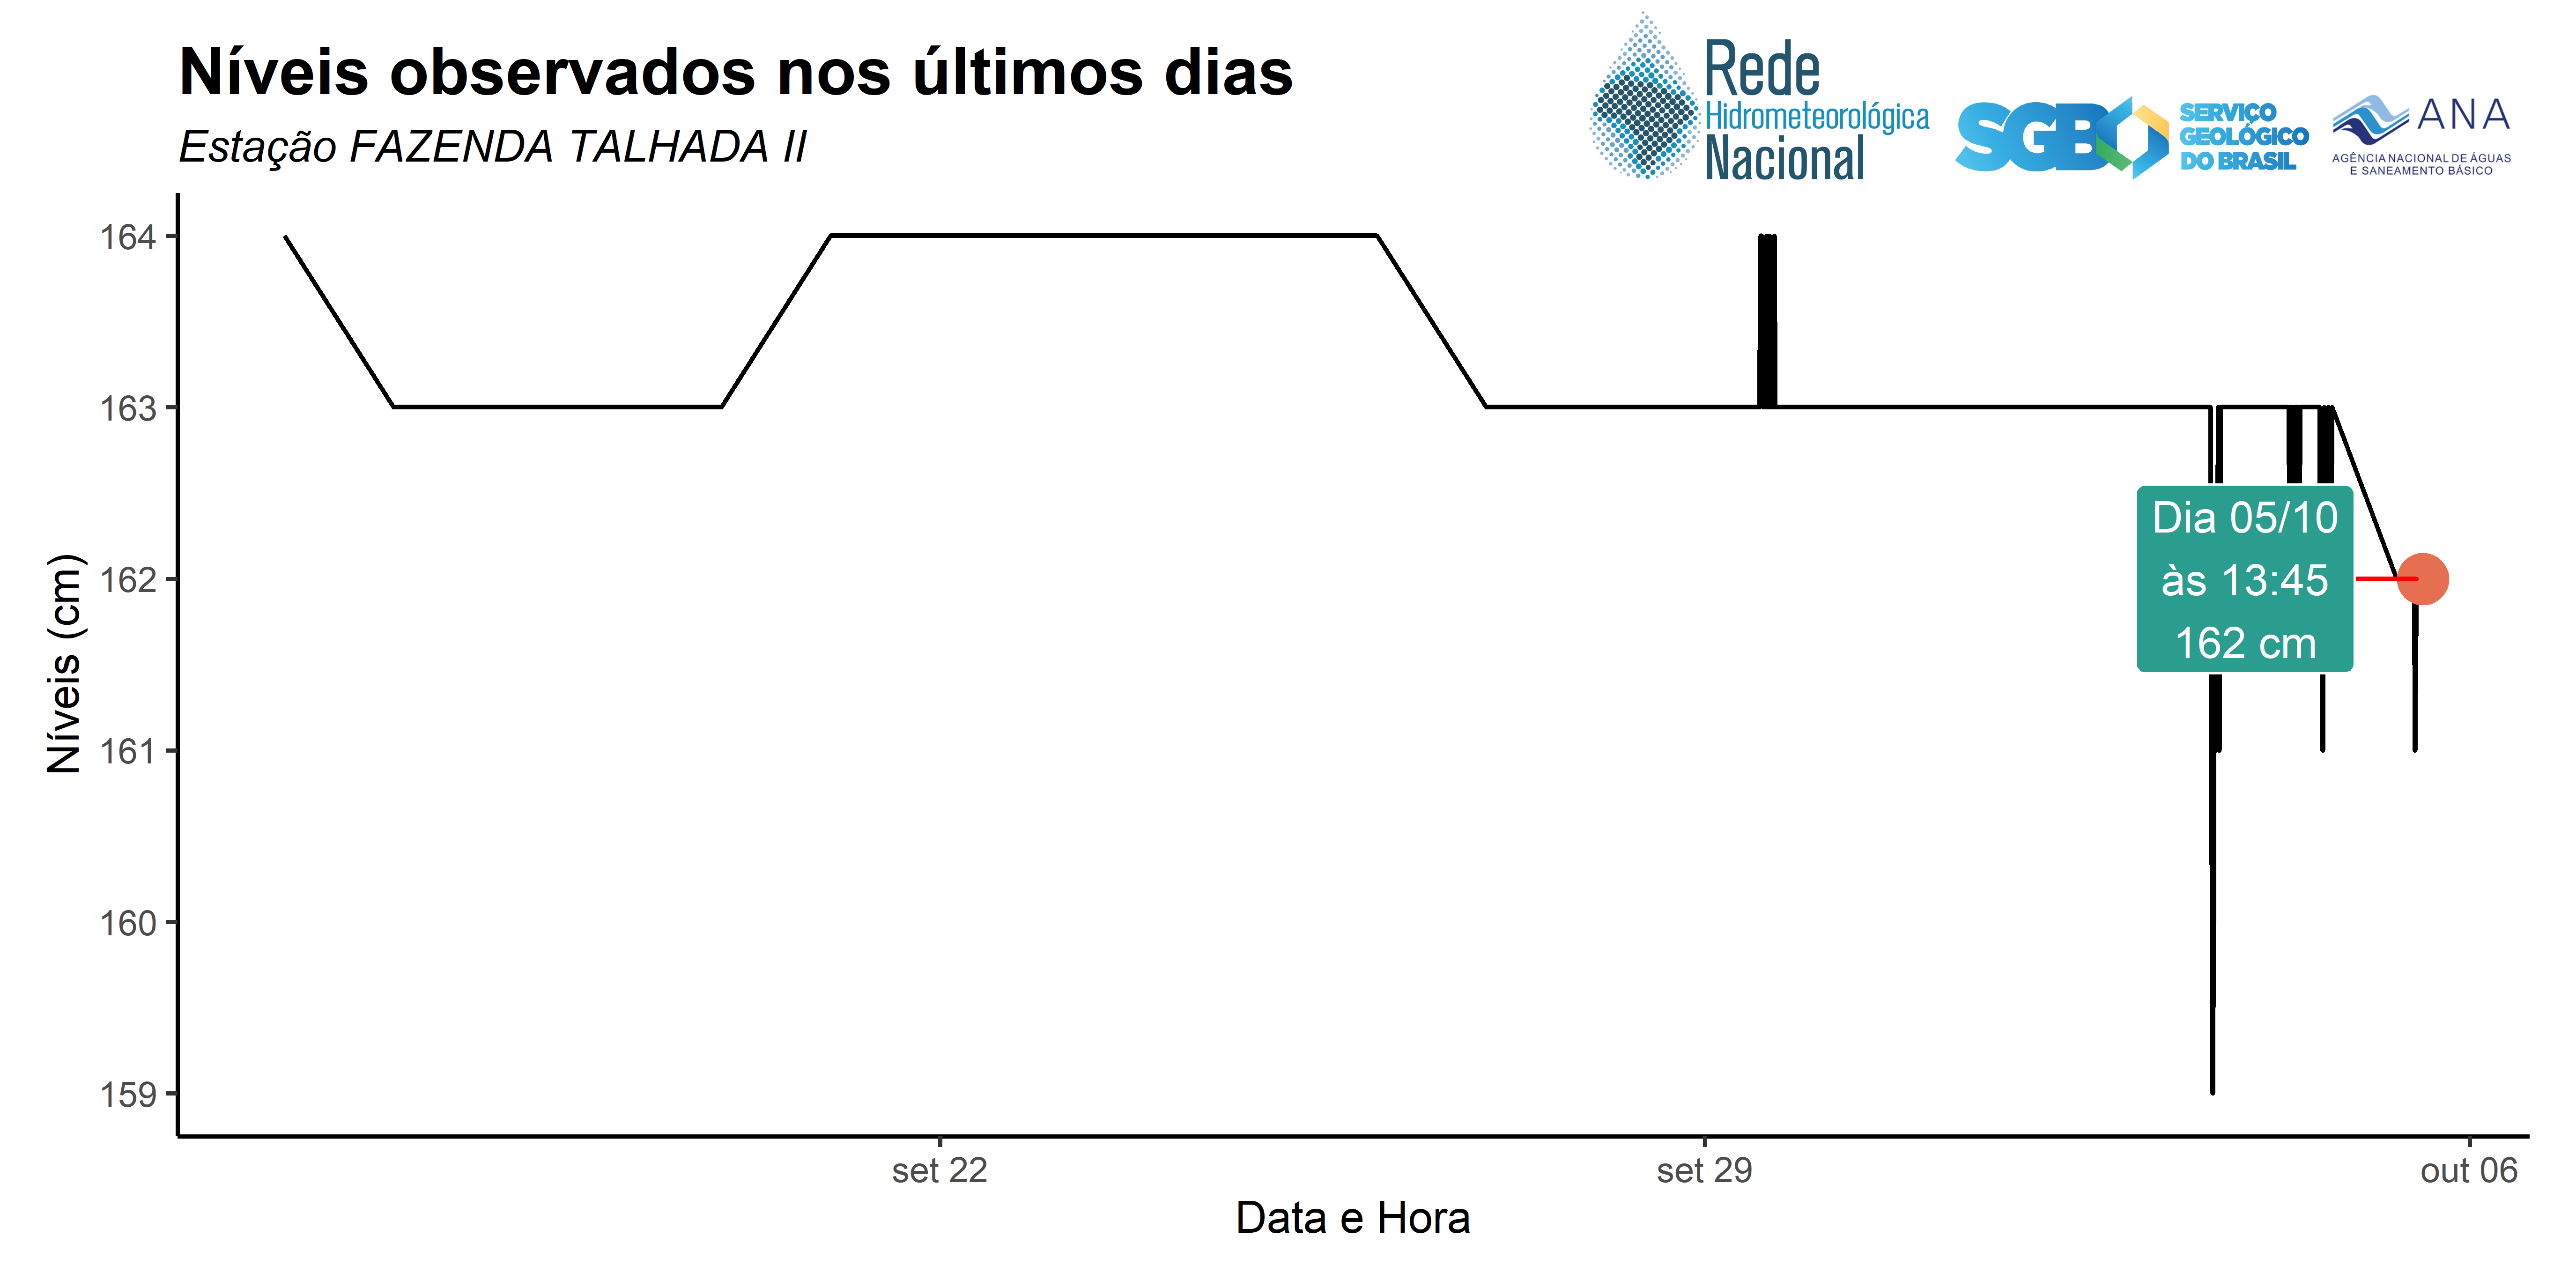 Níveis observados nos últimos dias
Estação FAZENDA TALHADA II
Rede
Hidrometeorológica
Nacional
SGB
SERVIÇO
GEOLÓGICO
DO BRASIL
ANA
AGÊNCIA NACIONAL DE ÁGUAS
E SANEAMENTO BÁSICO
Níveis (cm)
164
163
162
161
160
159
Dia 05/10
às 13:45
162 cm
set 22
set 29
out 06
Data e Hora